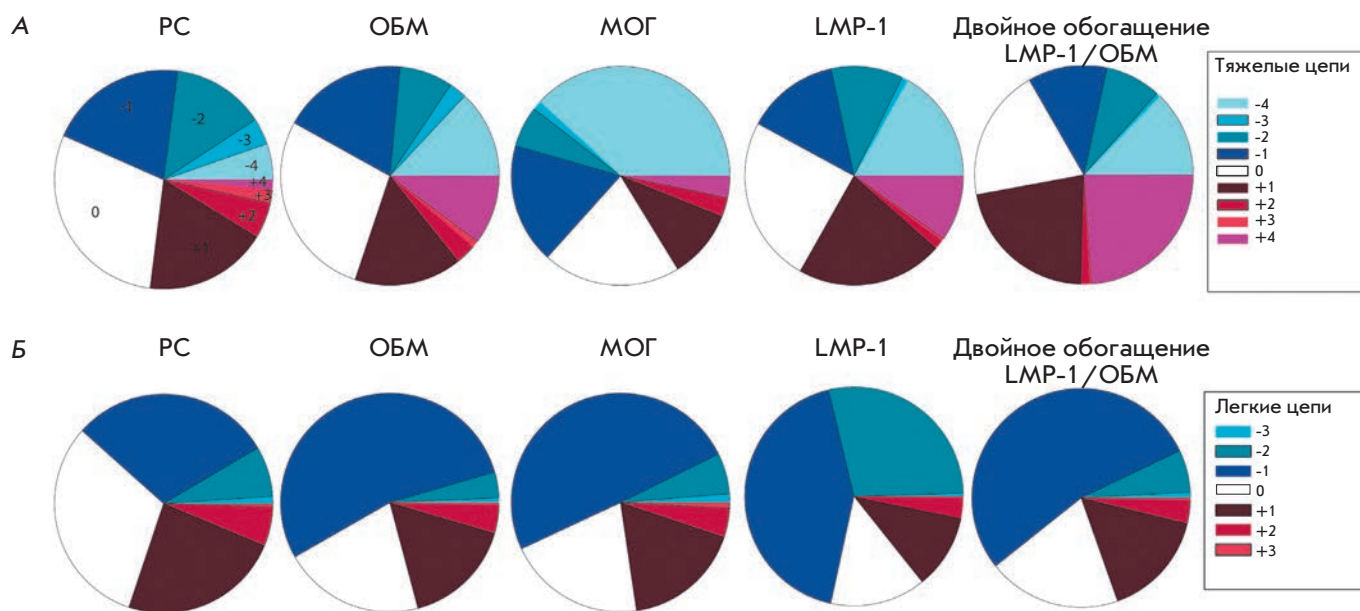 А
РС
ОБМ
МОГ
LMP-1
Двойное обогащение
LMP-1/ОБМ
-1
-2
-3
-4
+4
+3
+2
+1
0
Тяжелые цепи
-4
-3
-2
-1
0
+1
+2
+3
+4
Б
РС
ОБМ
МОГ
LMP-1
Двойное обогащение
LMP-1/ОБМ
Легкие цепи
-3
-2
-1
0
+1
+2
+3